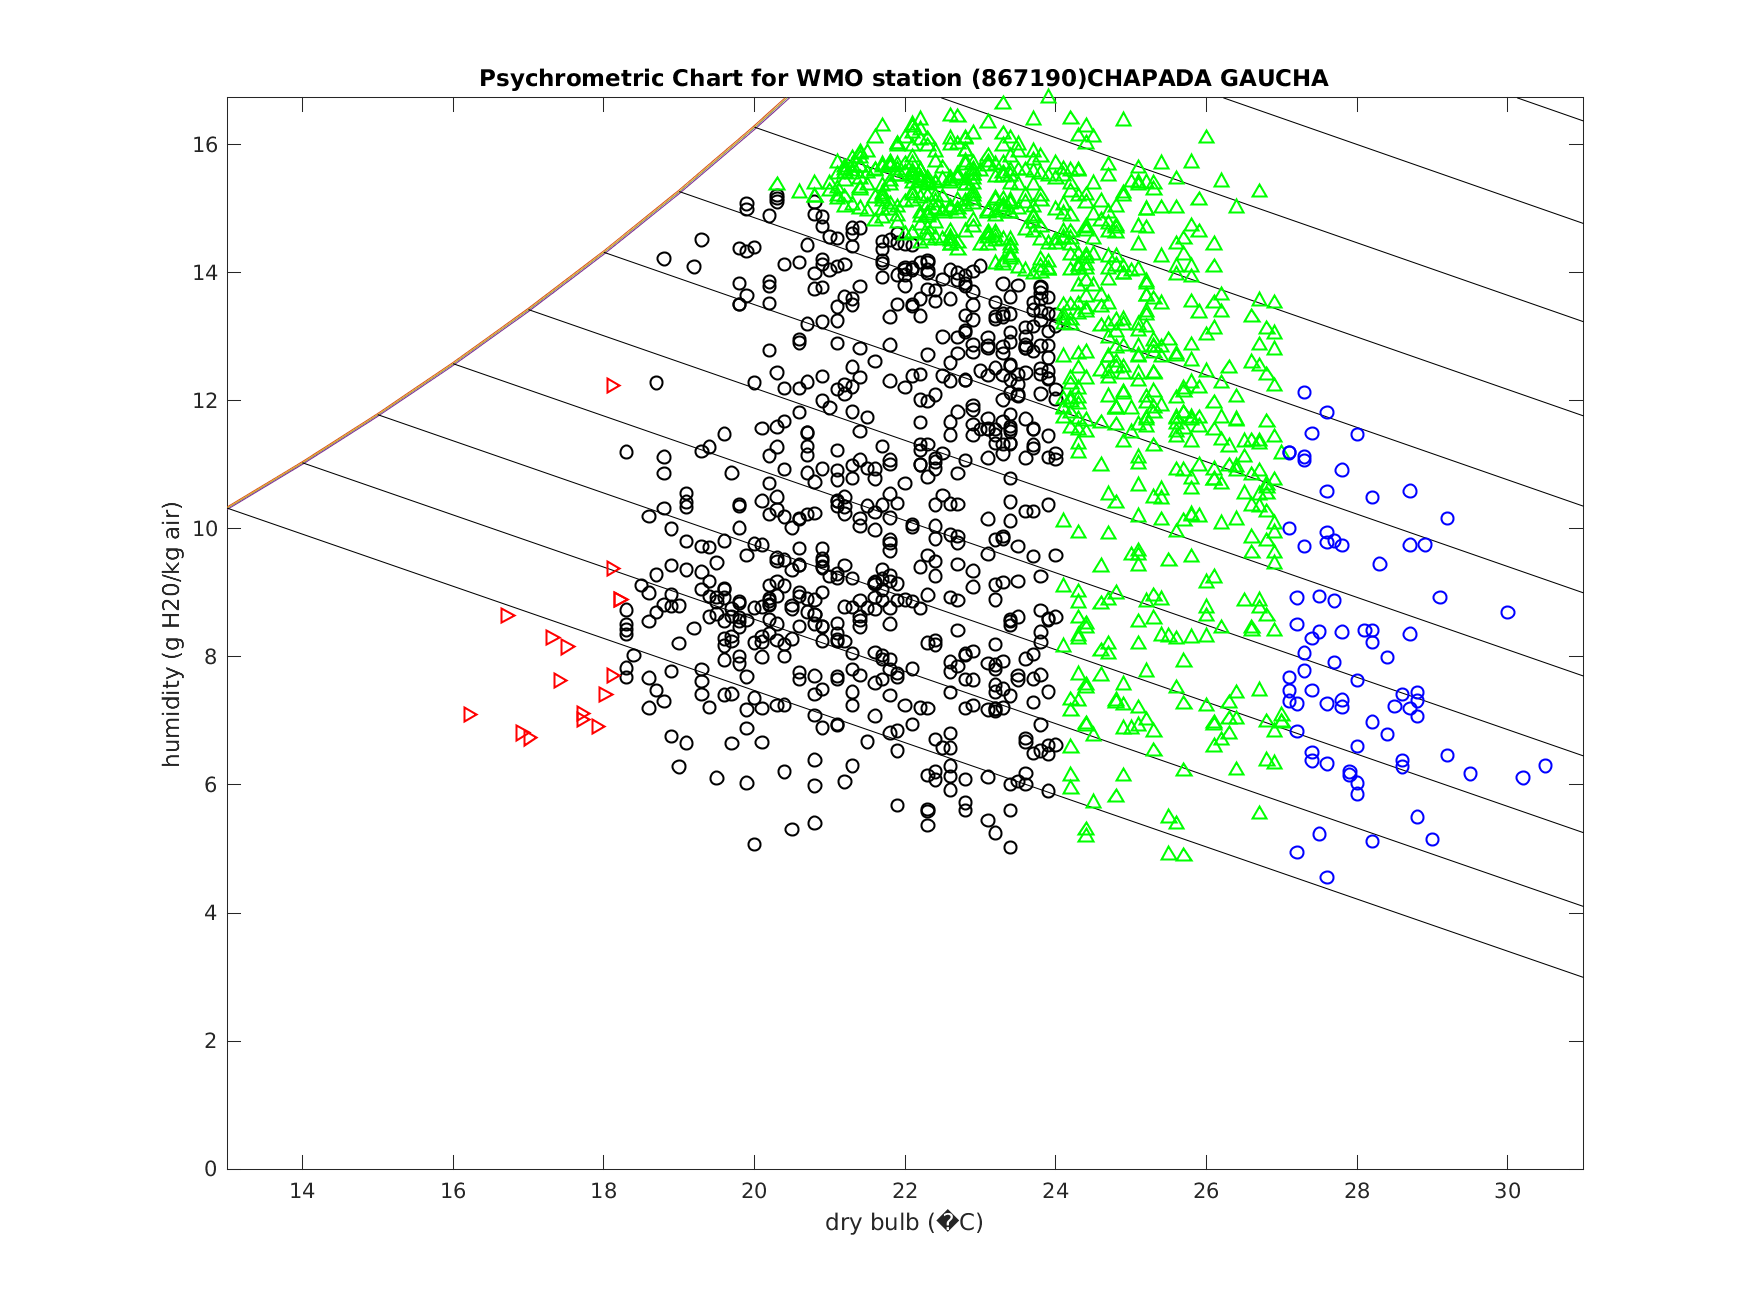 Psychrometric Chart for WMO station (867190)CHAPADA GAUCHA
16
14
12
10
8
6
4
2
0
humidity (g H20/kg air)
14 16 18 20 22 24 26 28 30
dry bulb (�C)